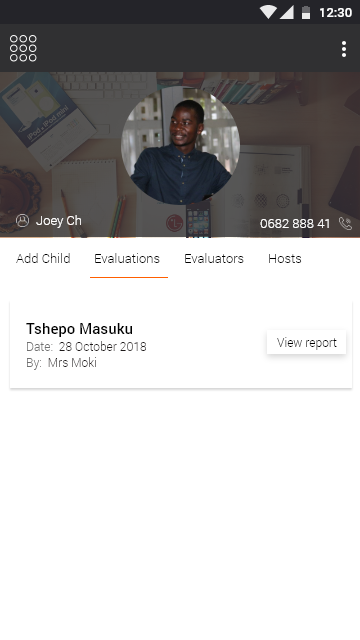 12:30
Joey Ch
0682 888 41
Add Child
Evaluations
Evaluators
Hosts
Tshepo Masuku
Date: 28 October 2018
By: Mrs Moki
View report